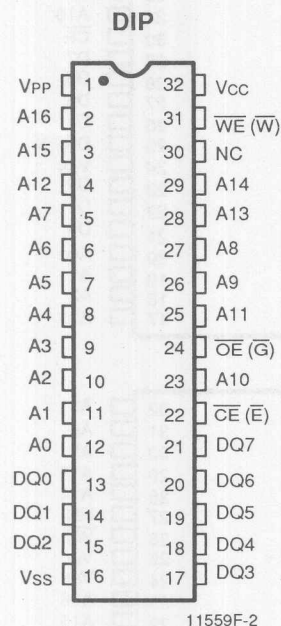 DIP
VPP 1 32 VCC
A16 2 31 W̅E̅ (W̅)
A15 3 30 NC
A12 4 29 A14
A7 5 28 A13
A6 6 27 A8
A5 7 26 A9
A4 8 25 A11
A3 9 24 O̅E̅ (G̅)
A2 10 23 A10
A1 11 22 C̅E̅ (E̅)
A0 12 21 DQ7
DQ0 13 20 DQ6
DQ1 14 19 DQ5
DQ2 15 18 DQ4
VSS 16 17 DQ3
11559F-2